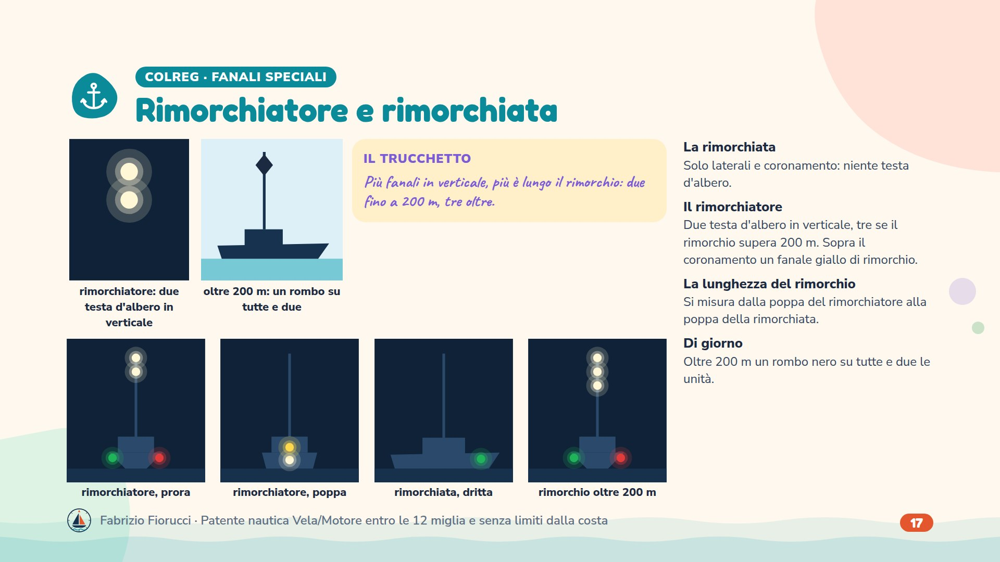 COLREG · FANALI SPECIALI
Rimorchiatore e rimorchiata
rimorchiatore: due
testa d'albero in
verticale
oltre 200 m: un rombo su
tutte e due
IL TRUCCHETTO
Più fanali in verticale, più è lungo il rimorchio: due
fino a 200 m, tre oltre.
rimorchiatore, prora
rimorchiatore, poppa
rimorchiata, dritta
rimorchio oltre 200 m
La rimorchiata
Solo laterali e coronamento: niente testa
d'albero.
Il rimorchiatore
Due testa d'albero in verticale, tre se il
rimorchio supera 200 m. Sopra il
coronamento un fanale giallo di rimorchio.
La lunghezza del rimorchio
Si misura dalla poppa del rimorchiatore alla
poppa della rimorchiata.
Di giorno
Oltre 200 m un rombo nero su tutte e due le
unità.
Fabrizio Fiorucci · Patente nautica Vela/Motore entro le 12 miglia e senza limiti dalla costa
17